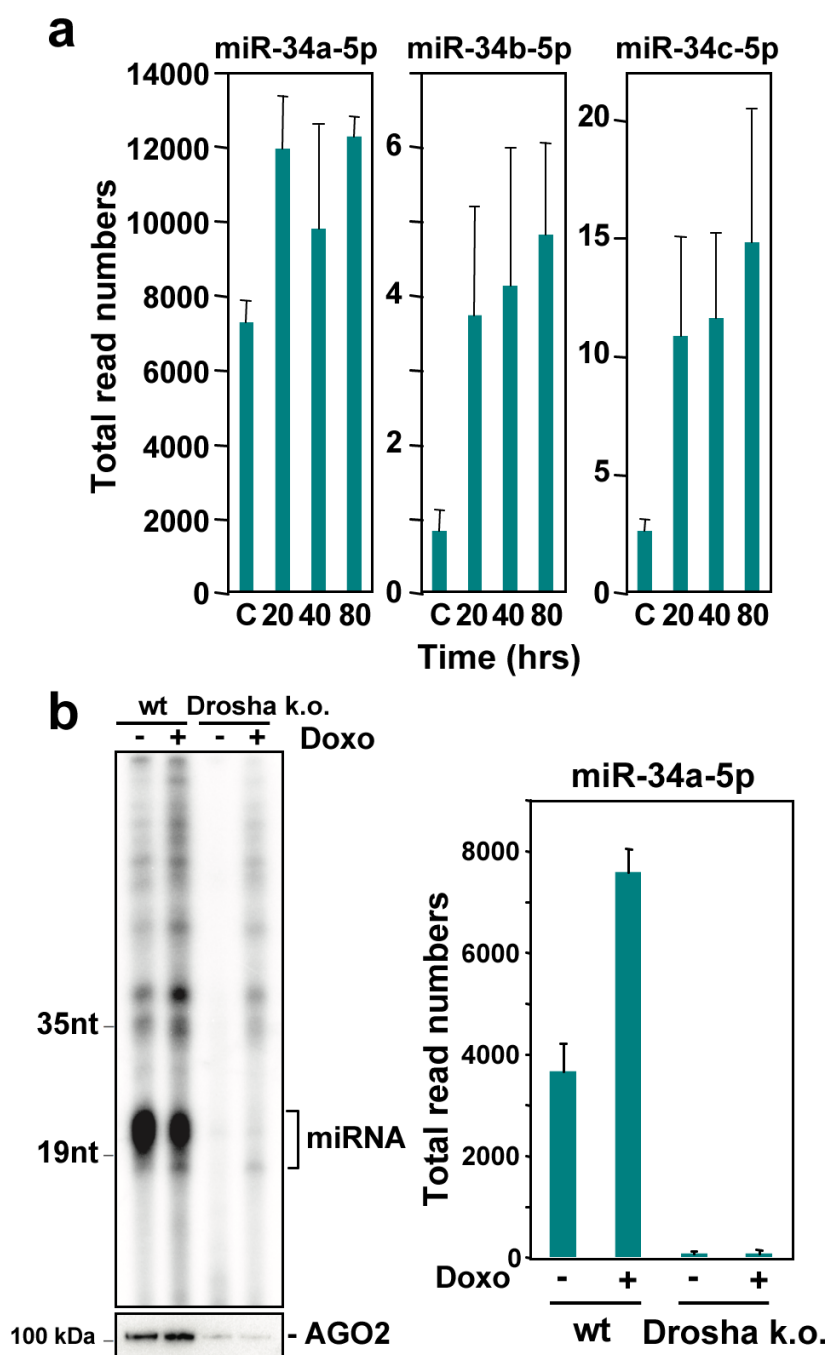 a
miR-34a-5p miR-34b-5p miR-34c-5p
Total read numbers
14000
12000
10000
8000
6000
4000
2000
0
6
4
2
0
20
15
10
5
0
C 20 40 80 C 20 40 80 C 20 40 80
Time (hrs)
b
wt Drosha k.o.
- + - + Doxo
35nt
19nt
miRNA
100 kDa
- AGO2
miR-34a-5p
Total read numbers
8000
6000
4000
2000
0
Doxo - + - +
wt Drosha k.o.